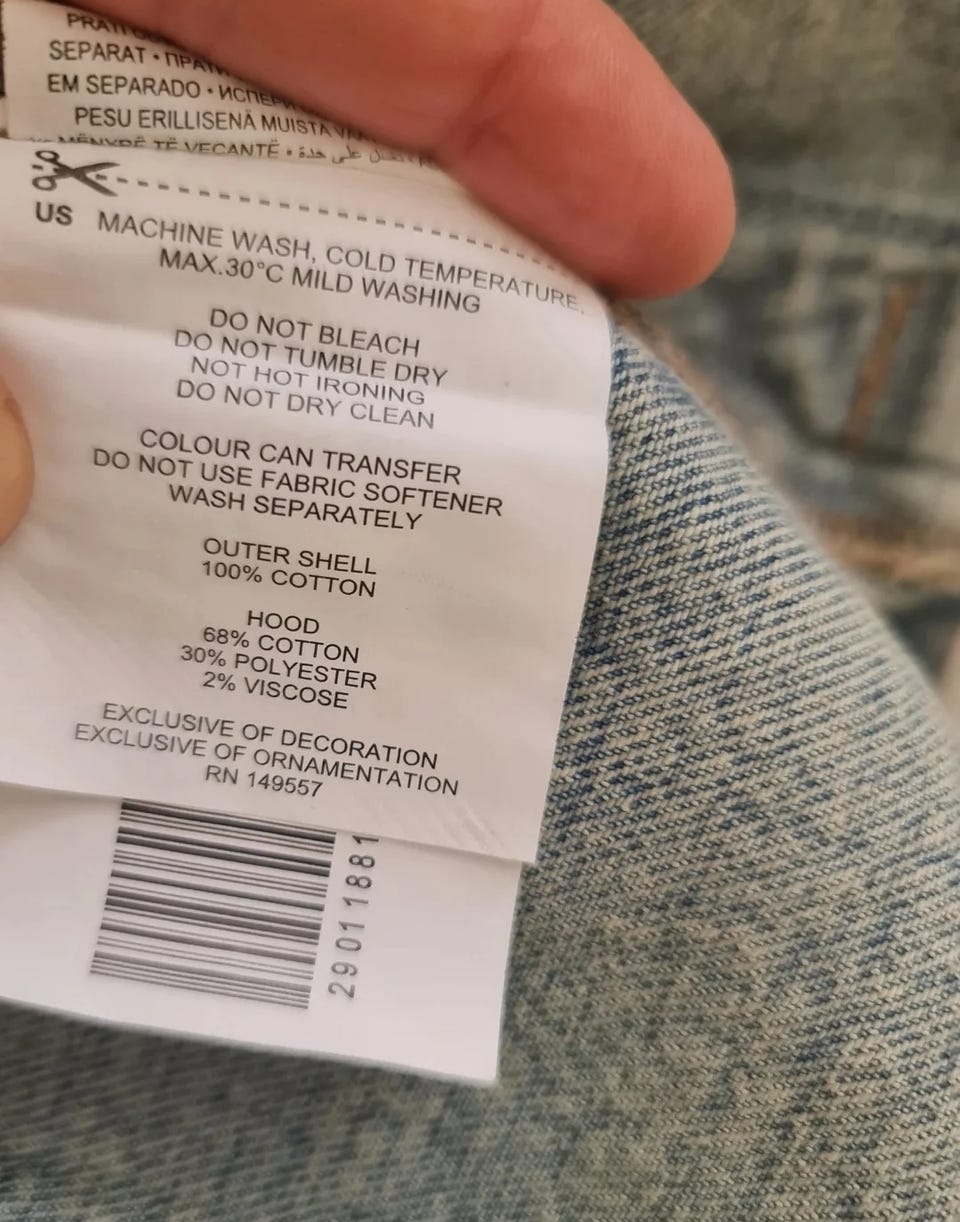 SEPARAT •
EM SEPARADO •
PESU ERILLISENÄ MUISTA
MËNYRË TË VEÇANTË •
US MACHINE WASH, COLD TEMPERATURE,
MAX.30°C MILD WASHING
DO NOT BLEACH
DO NOT TUMBLE DRY
NOT HOT IRONING
DO NOT DRY CLEAN
COLOUR CAN TRANSFER
DO NOT USE FABRIC SOFTENER
WASH SEPARATELY
OUTER SHELL
100% COTTON
HOOD
68% COTTON
30% POLYESTER
2% VISCOSE
EXCLUSIVE OF DECORATION
EXCLUSIVE OF ORNAMENTATION
RN 149557
29011881